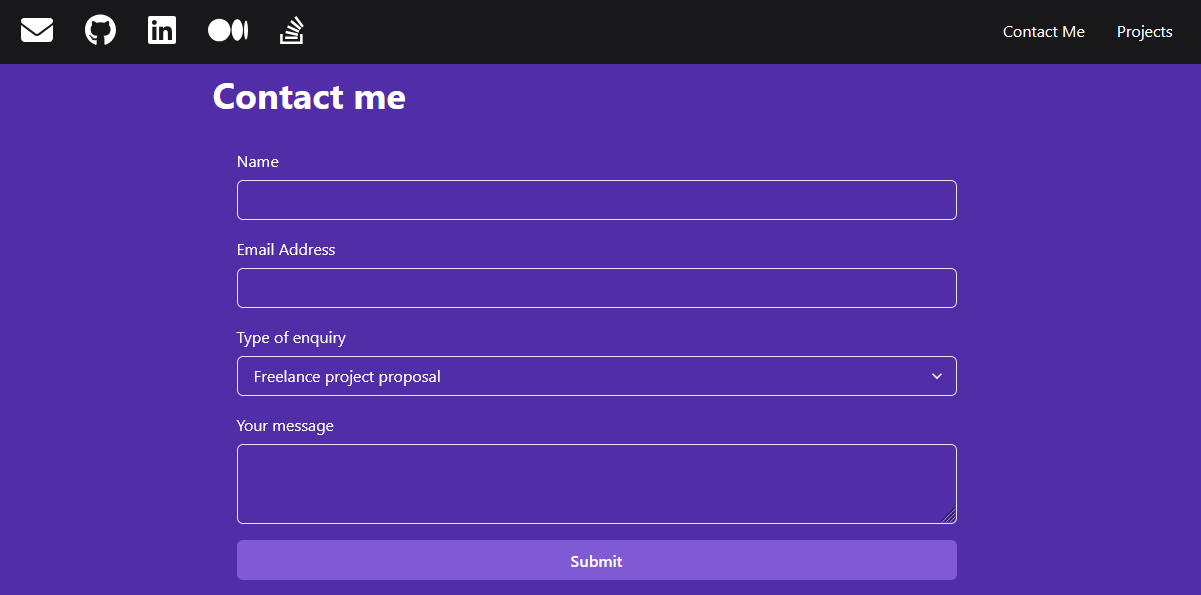 Contact Me Projects
Contact me
Name
Email Address
Type of enquiry
Freelance project proposal
Your message
Submit